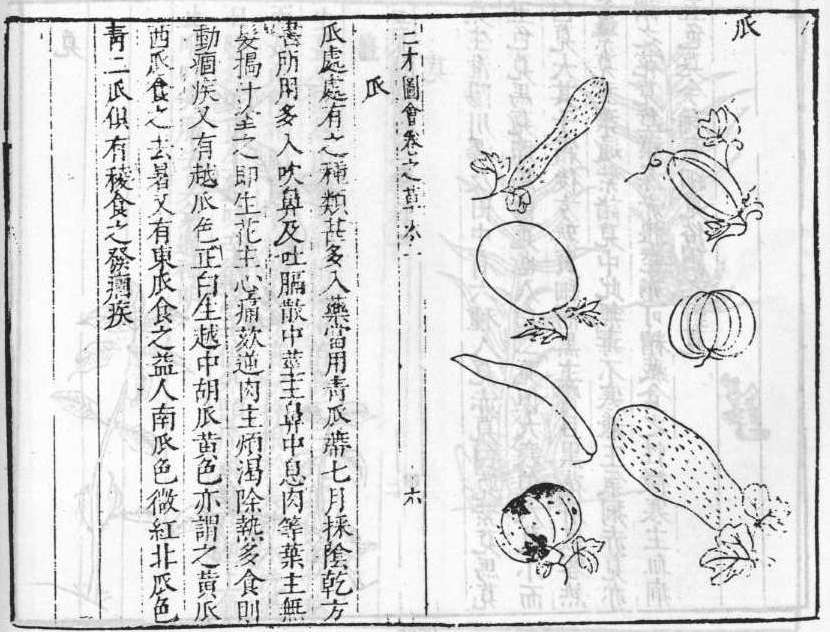 瓜
三才圖會卷之草木一
六
瓜
瓜處處有之種類甚多入藥當用青瓜蔕七月採陰乾方
書所用多入吹鼻及吐膈散中莖主鼻中息肉等葉主無
髮搗汁塗之即生花主心痛欬逆肉主煩渴除熱多食則
動痼疾又有越瓜色正白生越中胡瓜黃色亦謂之黃瓜
西瓜食之去暑又有東瓜食之益人南瓜色微紅北瓜色
青二瓜俱有稜食之發痼疾